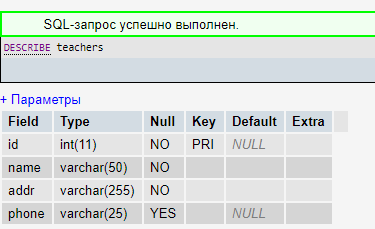 SQL-запрос успешно выполнен.
DESCRIBE teachers
+ Параметры
Field Type Null Key Default Extra
id int(11) NO PRI NULL
name varchar(50) NO
addr varchar(255) NO
phone varchar(25) YES NULL